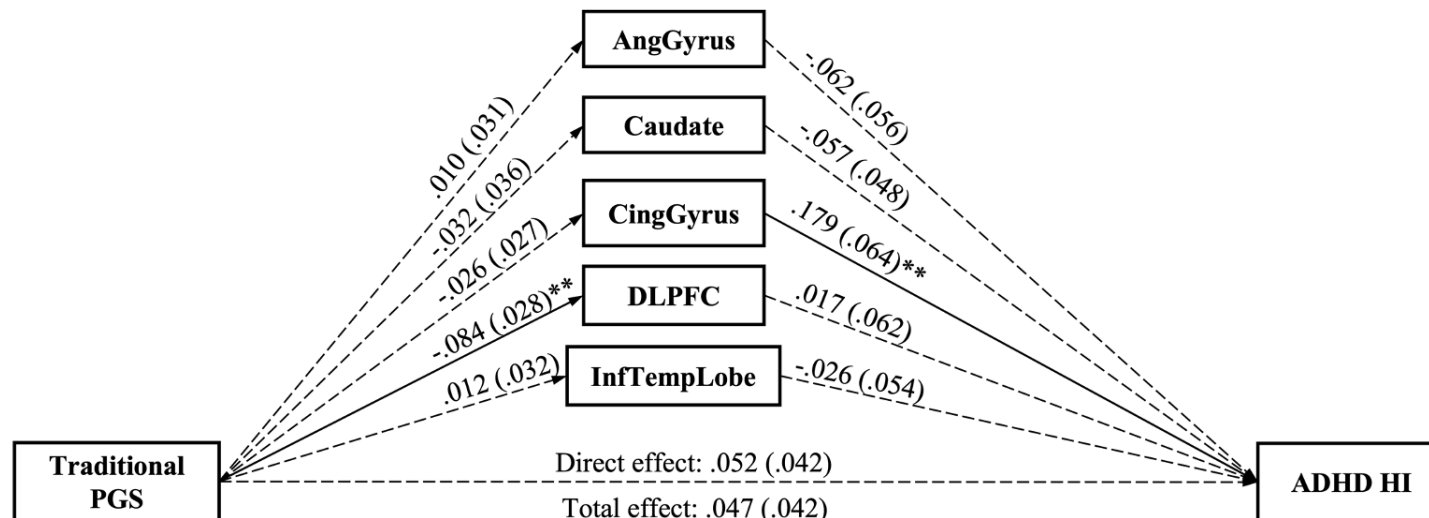 AngGyrus
Caudate
CingGyrus
DLPFC
InfTempLobe
.010 (.031)
-.032 (.036)
-.026 (.027)
-.084 (.028)**
.012 (.032)
-.062 (.056)
-.057 (.048)
.179 (.064)**
.017 (.062)
-.026 (.054)
Traditional
PGS
Direct effect: .052 (.042)
Total effect: .047 (.042)
ADHD HI